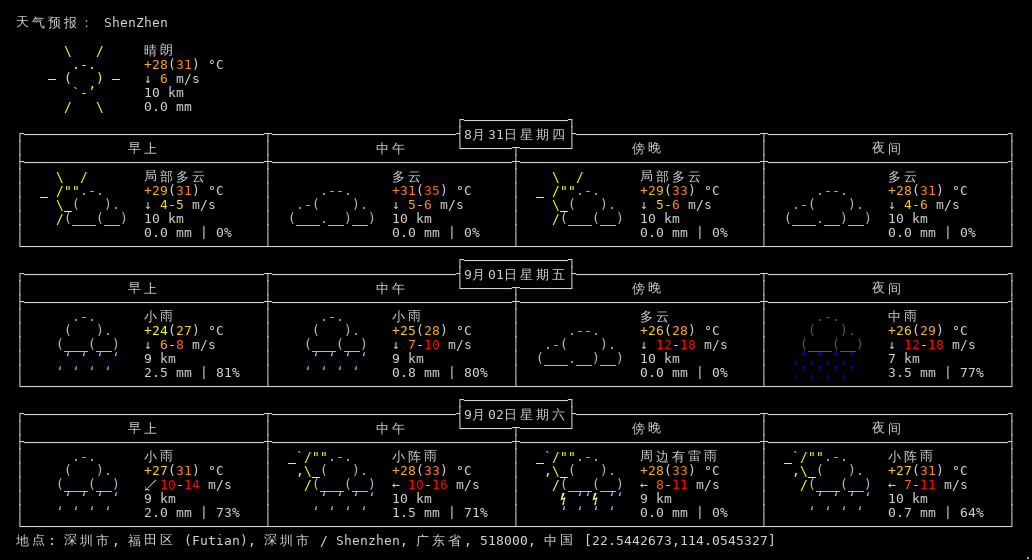 天气预报： ShenZhen
晴朗
+28(31) °C
↓ 6 m/s
10 km
0.0 mm
8月31日星期四
早上 中午 傍晚 夜间
局部多云 多云 局部多云 多云
+29(31) °C +31(35) °C +29(33) °C +28(31) °C
↓ 4-5 m/s ↓ 5-6 m/s ↓ 5-6 m/s ↓ 4-6 m/s
10 km 10 km 10 km 10 km
0.0 mm | 0% 0.0 mm | 0% 0.0 mm | 0% 0.0 mm | 0%
9月01日星期五
早上 中午 傍晚 夜间
小雨 小雨 多云 中雨
+24(27) °C +25(28) °C +26(28) °C +26(29) °C
↓ 6-8 m/s ↓ 7-10 m/s ↓ 12-18 m/s ↓ 12-18 m/s
9 km 9 km 10 km 7 km
2.5 mm | 81% 0.8 mm | 80% 0.0 mm | 0% 3.5 mm | 77%
9月02日星期六
早上 中午 傍晚 夜间
小雨 小阵雨 周边有雷雨 小阵雨
+27(31) °C +28(33) °C +28(33) °C +27(31) °C
↙ 10-14 m/s ← 10-16 m/s ← 8-11 m/s ← 7-11 m/s
9 km 10 km 9 km 10 km
2.0 mm | 73% 1.5 mm | 71% 0.0 mm | 0% 0.7 mm | 64%
地点: 深圳市, 福田区 (Futian), 深圳市 / Shenzhen, 广东省, 518000, 中国 [22.5442673,114.0545327]